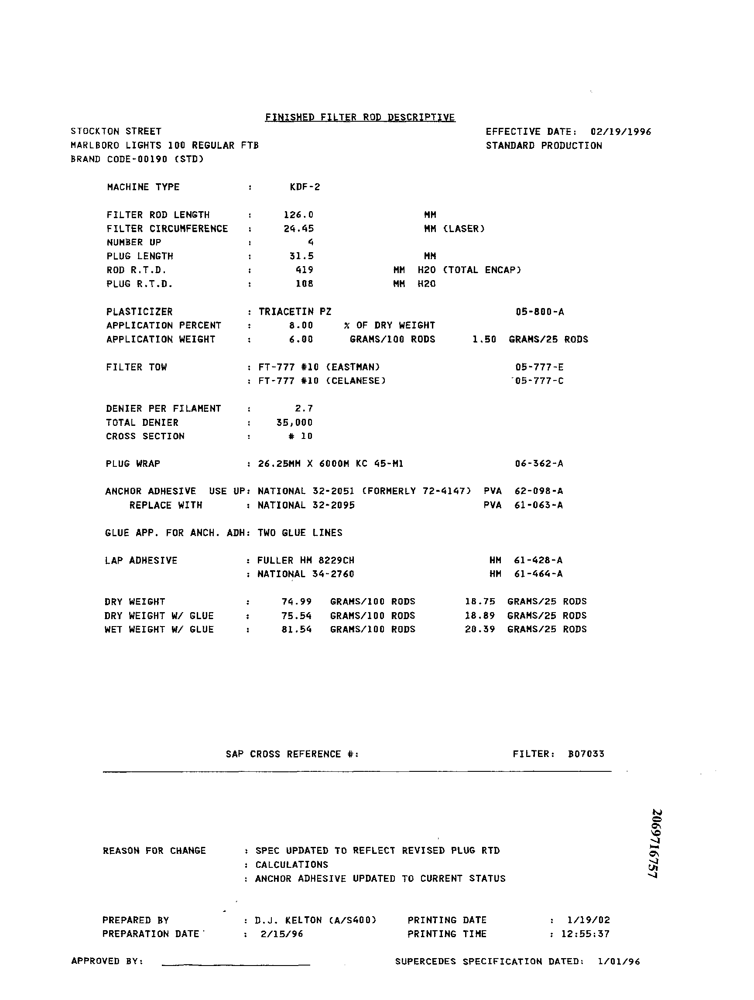 FINISHED FILTER ROD DESCRIPTIVE
STOCKTON STREET EFFECTIVE DATE: 02/19/1996
MARLBORO LIGHTS 100 REGULAR FTB STANDARD PRODUCTION
BRAND CODE-00190 (STD)
MACHINE TYPE : KDF-2
FILTER ROD LENGTH : 126.0 MM
FILTER CIRCUMFERENCE : 24.45 MM (LASER)
NUMBER UP : 4
PLUG LENGTH : 31.5 MM
ROD R.T.D. : 419 MM H2O (TOTAL ENCAP)
PLUG R.T.D. : 108 MM H2O
PLASTICIZER : TRIACETIN PZ 05-800-A
APPLICATION PERCENT : 8.00 % OF DRY WEIGHT
APPLICATION WEIGHT : 6.00 GRAMS/100 RODS 1.50 GRAMS/25 RODS
FILTER TOW : FT-777 #10 (EASTMAN) 05-777-E
: FT-777 #10 (CELANESE) 05-777-C
DENIER PER FILAMENT : 2.7
TOTAL DENIER : 35,000
CROSS SECTION : # 10
PLUG WRAP : 26.25MM X 6000M KC 45-M1 06-362-A
ANCHOR ADHESIVE USE UP: NATIONAL 32-2051 (FORMERLY 72-4147) PVA 62-098-A
REPLACE WITH : NATIONAL 32-2095 PVA 61-063-A
GLUE APP. FOR ANCH. ADH: TWO GLUE LINES
LAP ADHESIVE : FULLER HM 8229CH HM 61-428-A
: NATIONAL 34-2760 HM 61-464-A
DRY WEIGHT : 74.99 GRAMS/100 RODS 18.75 GRAMS/25 RODS
DRY WEIGHT W/ GLUE : 75.54 GRAMS/100 RODS 18.89 GRAMS/25 RODS
WET WEIGHT W/ GLUE : 81.54 GRAMS/100 RODS 20.39 GRAMS/25 RODS
SAP CROSS REFERENCE #: FILTER: B07033
2069716757
REASON FOR CHANGE : SPEC UPDATED TO REFLECT REVISED PLUG RTD
: CALCULATIONS
: ANCHOR ADHESIVE UPDATED TO CURRENT STATUS
PREPARED BY : D.J. KELTON (A/S400) PRINTING DATE : 1/19/02
PREPARATION DATE : 2/15/96 PRINTING TIME : 12:55:37
APPROVED BY: SUPERCEDES SPECIFICATION DATED: 1/01/96